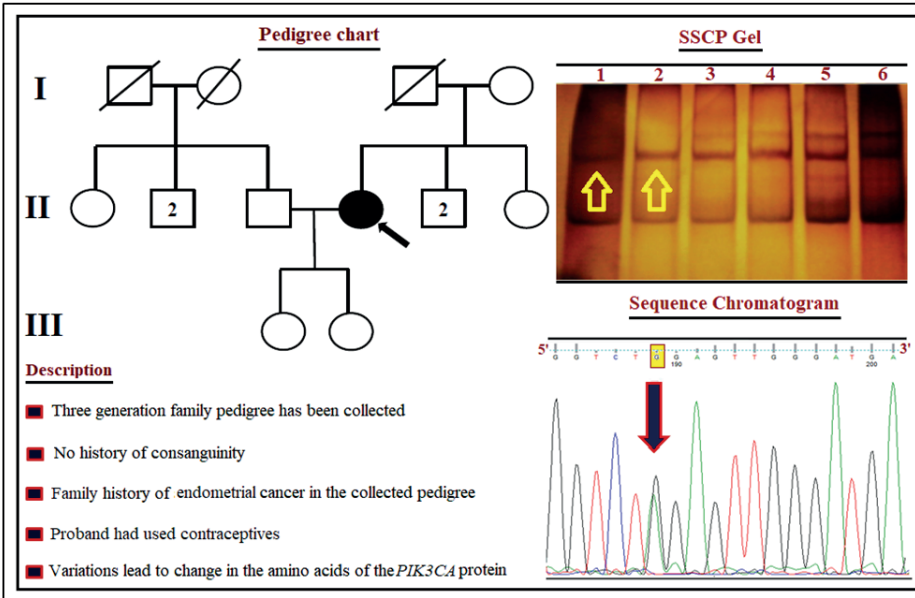 Pedigree chart
I
II
2
2
III
Description
Three generation family pedigree has been collected
No history of consanguinity
Family history of endometrial cancer in the collected pedigree
Proband had used contraceptives
Variations lead to change in the amino acids of the PIK3CA protein
SSCP Gel
1 2 3 4 5 6
Sequence Chromatogram
5' 3'
G G T C T G G A G T T G G G A T G A
190 200